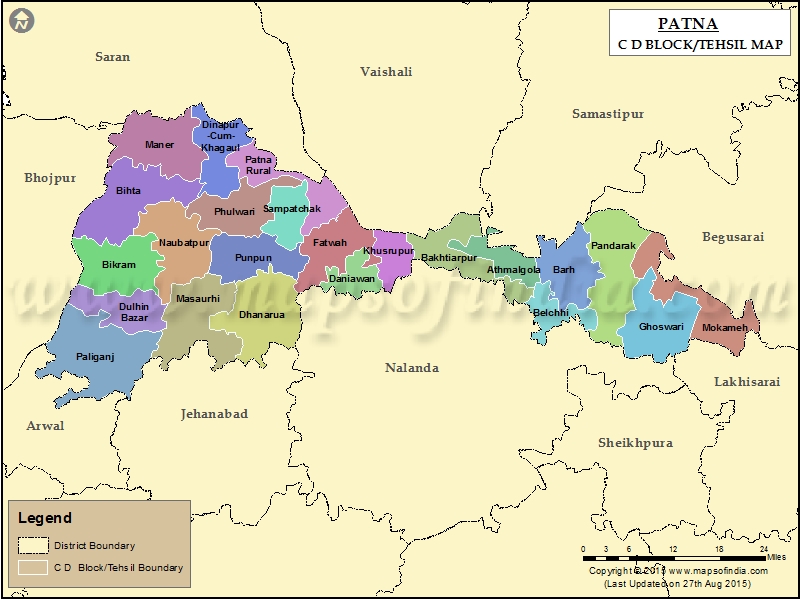 N
PATNA
C D BLOCK/TEHSIL MAP
Saran
Vaishali
Samastipur
Dinapur
-Cum-
Khagaul
Maner
Patna
Rural
Bhojpur
Bihta
Phulwari
Sampatchak
Begusarai
Naubatpur
Fatwah
Khusrupur
Pandarak
Bikram
Punpun
Bakhtiarpur
Athmalgola
Barh
Daniawan
www.mapsofindia.com
Masaurhi
Dulhin
Bazar
Dhanarua
Belchhi
Ghoswari
Mokameh
Paliganj
Nalanda
Lakhisarai
Jehanabad
Arwal
Sheikhpura
Legend
District Boundary
C D Block/Tehsil Boundary
0 3 6 12 18 24
Miles
Copyright © 2015 www.mapsofindia.com
(Last Updated on 27th Aug 2015)